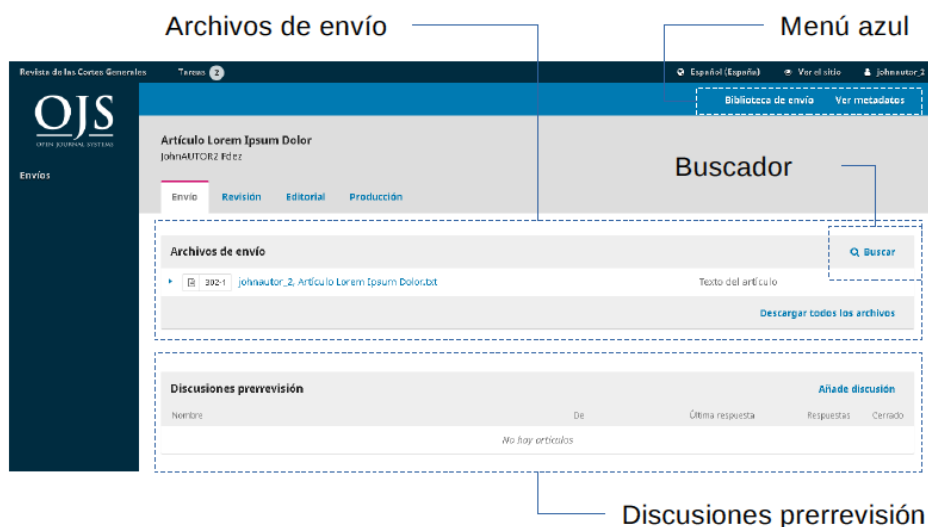 Archivos de envío
Menú azul
Revista de las Cortes Generales Tareas 2 Español (España) Ver el sitio johnautor_2
OJS
OPEN JOURNAL SYSTEMS
Biblioteca de envío Ver metadatos
Artículo Lorem Ipsum Dolor
JohnAUTOR2 Fdez
Buscador
Envíos
Envío Revisión Editorial Producción
Archivos de envío Buscar
302-1 johnautor_2, Artículo Lorem Ipsum Dolor.txt Texto del artículo
Descargar todos los archivos
Discusiones prerrevisión Añade discusión
Nombre De Última respuesta Respuestas Cerrado
No hay artículos
Discusiones prerrevisión